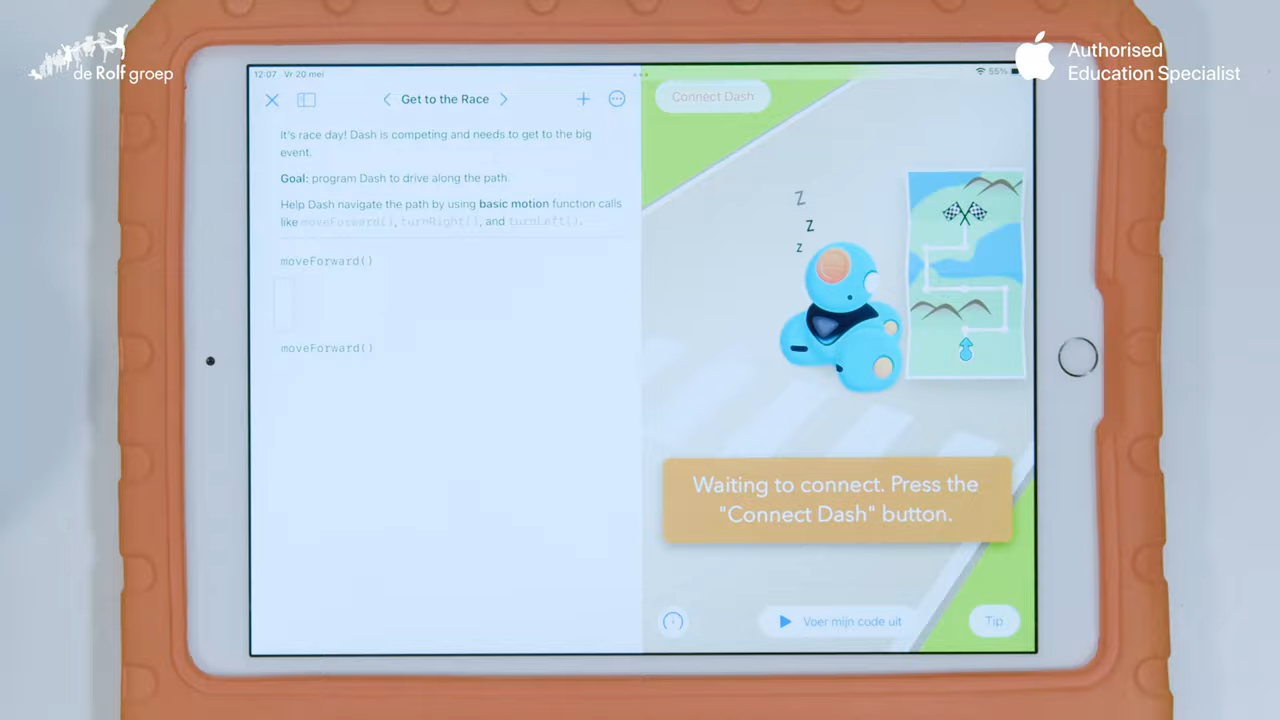 de Rolf groep
Authorised
Education Specialist
12:07 Vr 20 mei
55%
Get to the Race
It's race day! Dash is competing and needs to get to the big
event.
Goal: program Dash to drive along the path.
Help Dash navigate the path by using basic motion function calls
like moveForward(), turnRight(), and turnLeft().
moveForward()
moveForward()
Connect Dash
Z
Z
z
Waiting to connect. Press the
"Connect Dash" button.
Voer mijn code uit
Tip